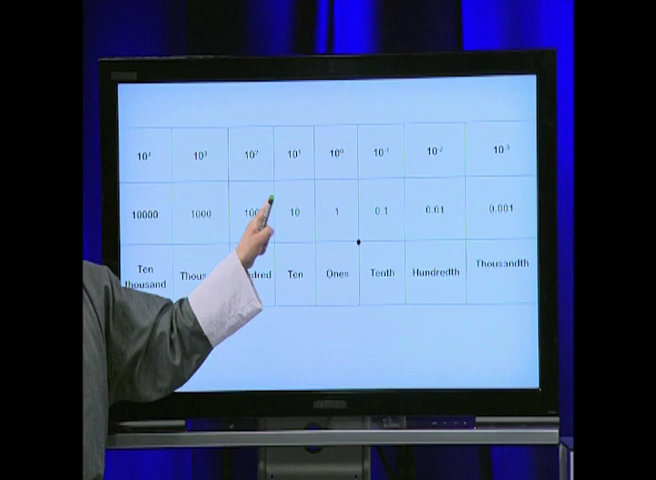 10⁴ 10³ 10² 10¹ 10⁰ 10⁻¹ 10⁻² 10⁻³
10000 1000 10 1 0.1 0.01 0.001
Ten Ten Ones Tenth Hundredth Thousandth
thousand